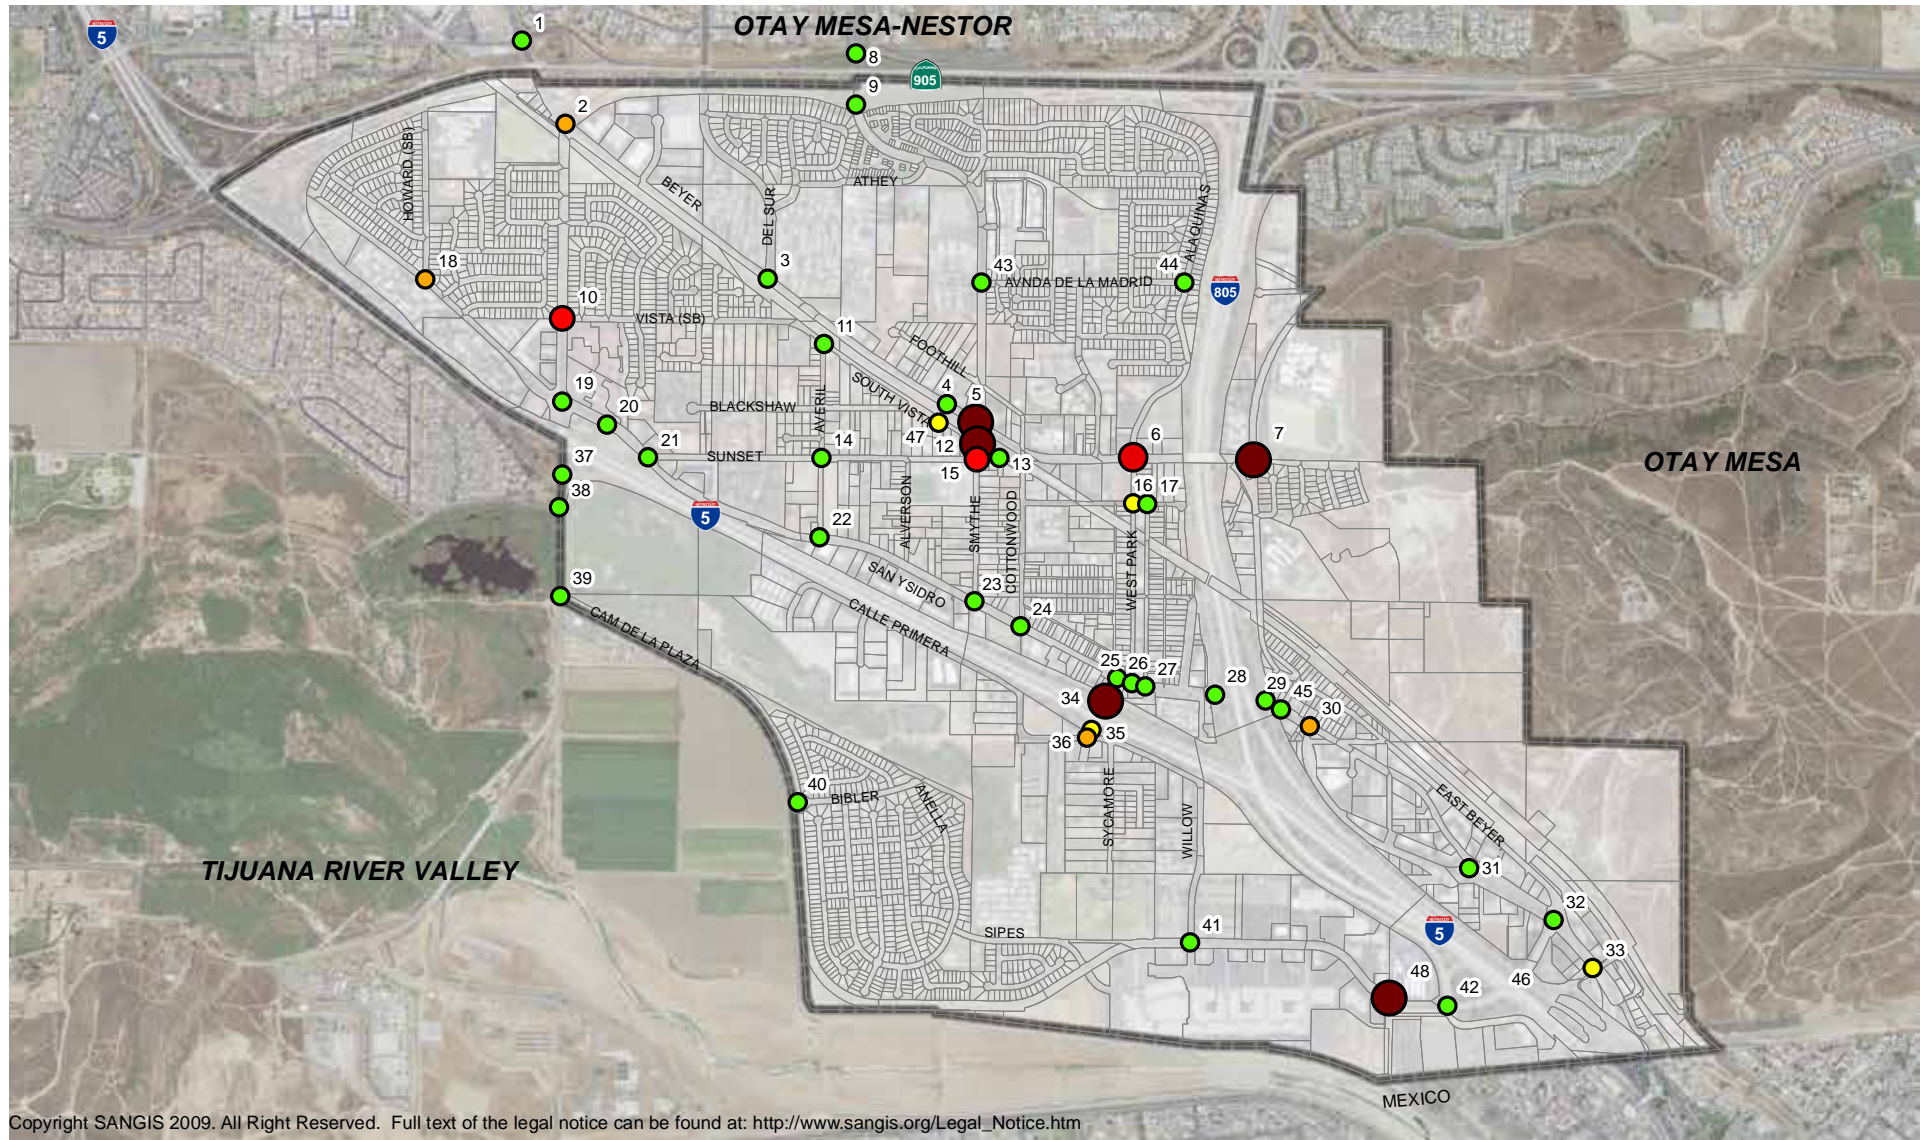 1
OTAY MESA-NESTOR
5
8
CALIFORNIA
905
9
2
HOWARD (SB)
BEYER
ATHEY
DEL SUR
ALAQUINAS
18
3
43
AVNDA DE LA MADRID
44
INTERSTATE
805
10
VISTA (SB)
11
FOOTHILL
SOUTH VISTA
19
BLACKSHAW
AVERIL
4
5
20
47
12
6
7
21
SUNSET
14
15
13
OTAY MESA
37
38
5
16
17
22
ALVERSON
SMYTHE
COTTONWOOD
WEST PARK
SAN YSIDRO
23
39
CAM DE LA PLAZA
CALLE PRIMERA
24
25
26
27
34
28
29
45
30
36
35
40
BIBLER
ANELLA
SYCAMORE
WILLOW
EAST BEYER
TIJUANA RIVER VALLEY
31
32
SIPES
41
5
33
48
46
42
MEXICO
Copyright SANGIS 2009. All Right Reserved.  Full text of the legal notice can be found at: http://www.sangis.org/Legal_Notice.htm